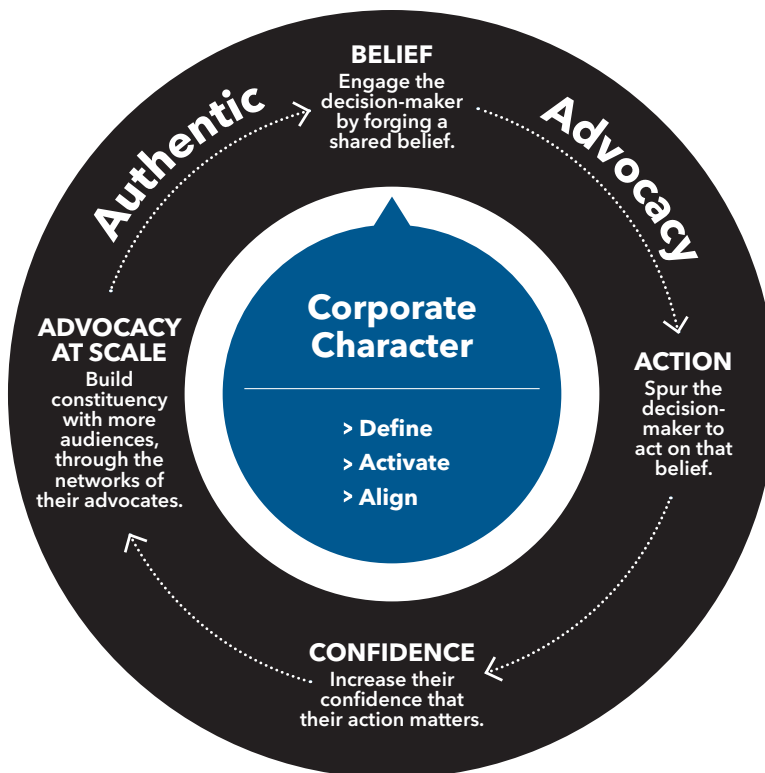 Authentic
Advocacy
BELIEF
Engage the
decision-maker
by forging a
shared belief.
ACTION
Spur the
decision-
maker to
act on that
belief.
CONFIDENCE
Increase their
confidence that
their action matters.
ADVOCACY
AT SCALE
Build
constituency
with more
audiences,
through the
networks of
their advocates.
Corporate
Character
> Define
> Activate
> Align